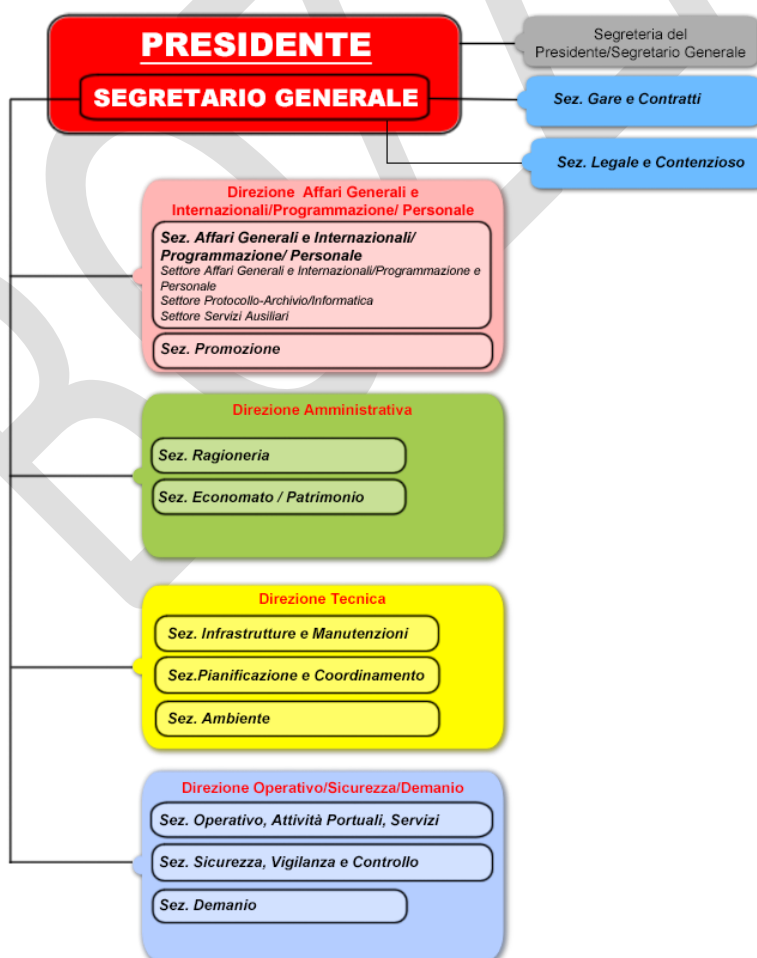 PRESIDENTE
SEGRETARIO GENERALE
Segreteria del
Presidente/Segretario Generale
Sez. Gare e Contratti
Sez. Legale e Contenzioso
Direzione Affari Generali e
Internazionali/Programmazione/ Personale
Sez. Affari Generali e Internazionali/
Programmazione/ Personale
Settore Affari Generali e Internazionali/Programmazione e
Personale
Settore Protocollo-Archivio/Informatica
Settore Servizi Ausiliari
Sez. Promozione
Direzione Amministrativa
Sez. Ragioneria
Sez. Economato / Patrimonio
Direzione Tecnica
Sez. Infrastrutture e Manutenzioni
Sez.Pianificazione e Coordinamento
Sez. Ambiente
Direzione Operativo/Sicurezza/Demanio
Sez. Operativo, Attività Portuali, Servizi
Sez. Sicurezza, Vigilanza e Controllo
Sez. Demanio